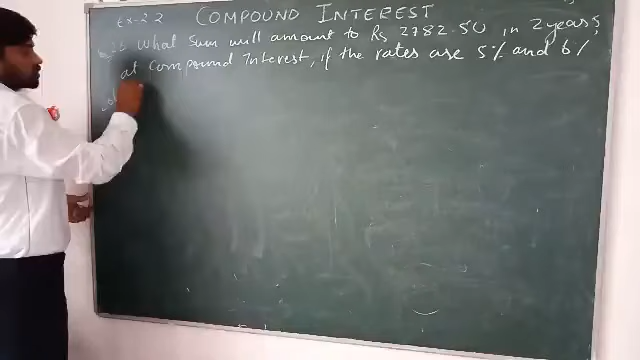 Ex-2.2 COMPOUND INTEREST
What Sum will amount to Rs 2782.50 in 2 years,
at Compound Interest, if the rates are 5% and 6%